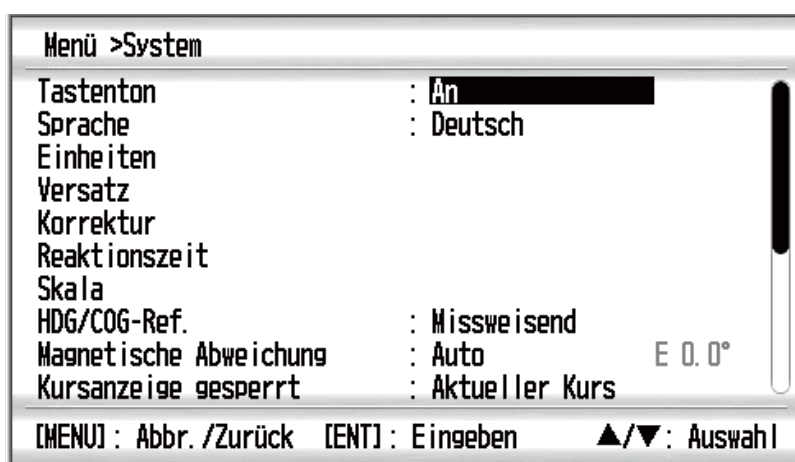 Menü >System
Tastenton : An
Sprache : Deutsch
Einheiten
Versatz
Korrektur
Reaktionszeit
Skala
HDG/COG-Ref. : Missweisend
Magnetische Abweichung : Auto E 0.0°
Kursanzeige gesperrt : Aktueller Kurs
[MENU]: Abbr./Zurück [ENT]: Eingeben ▲/▼: Auswahl